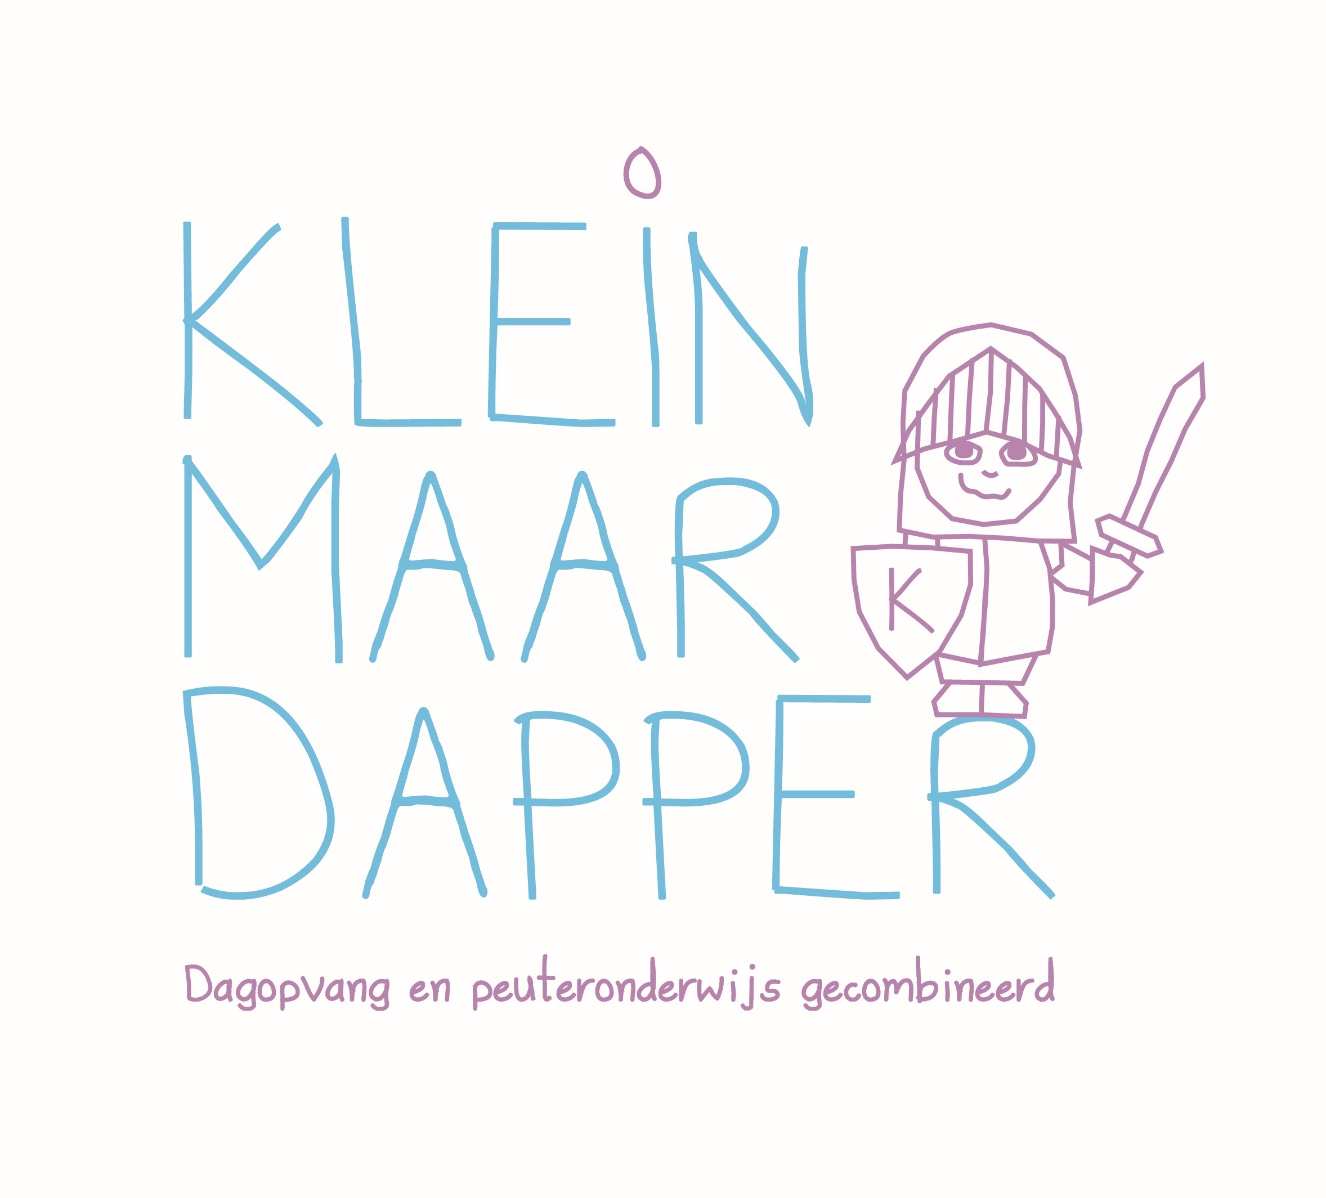 KLEiN
MAAR
DAPPER
K
Dagopvang en peuteronderwijs gecombineerd